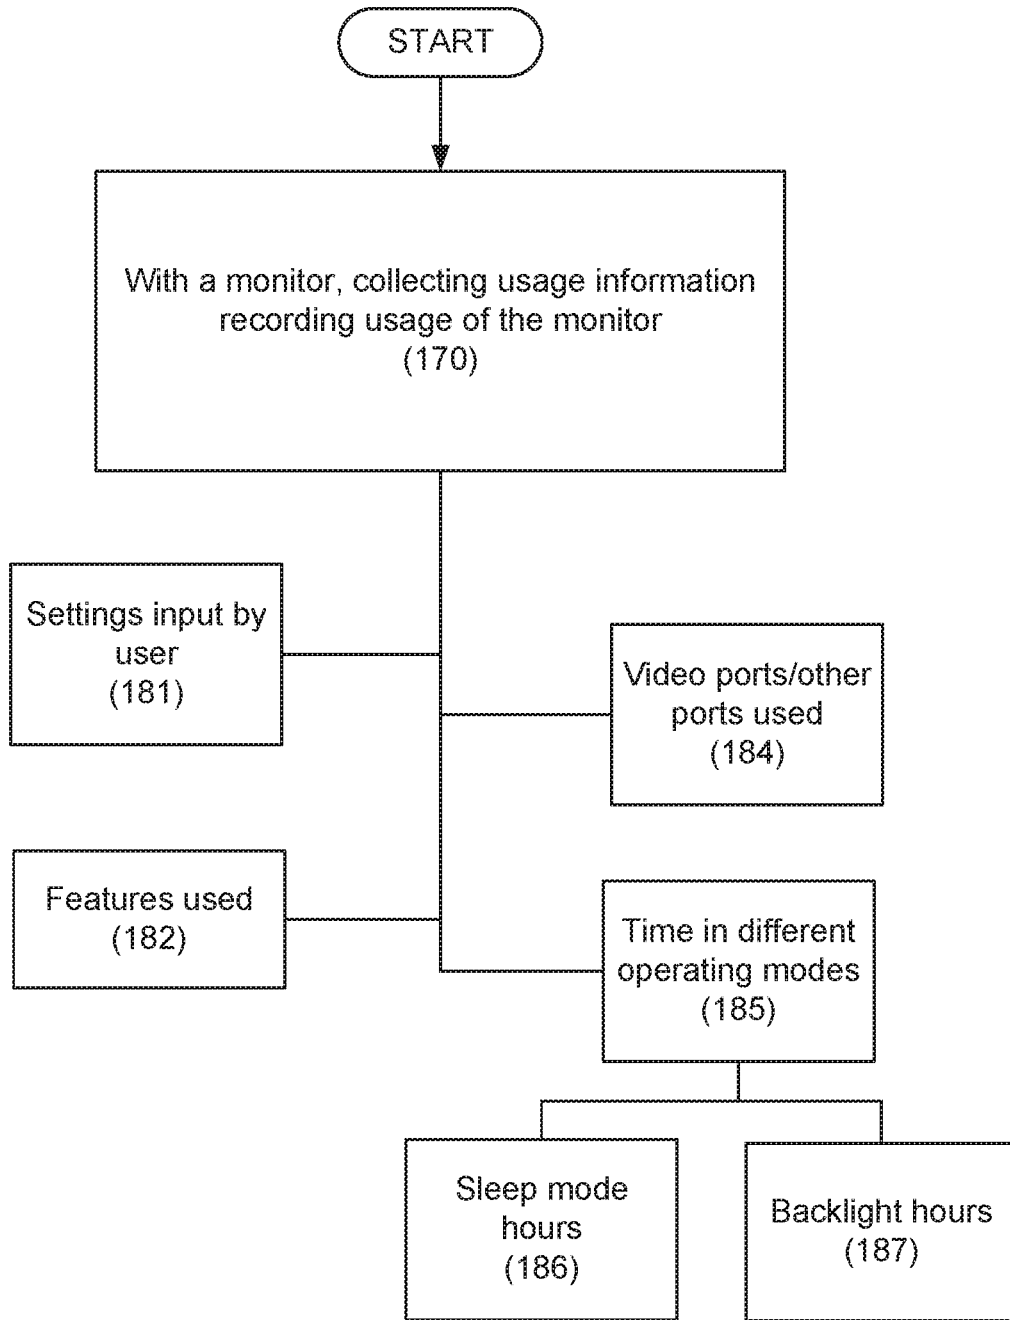 START
With a monitor, collecting usage information
recording usage of the monitor
(170)
Settings input by
user
(181)
Video ports/other
ports used
(184)
Features used
(182)
Time in different
operating modes
(185)
Sleep mode
hours
(186)
Backlight hours
(187)